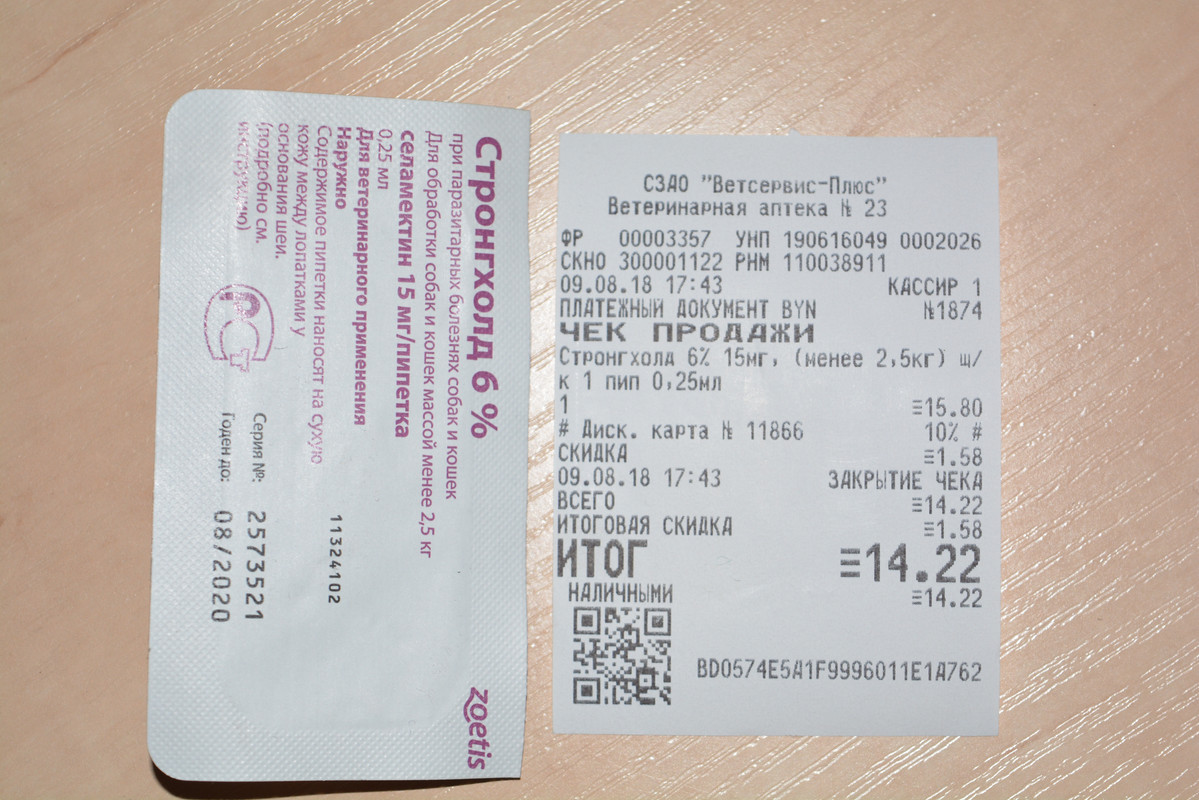 Стронгхолд 6 %
при паразитарных болезнях собак и кошек
Для обработки собак и кошек массой менее 2,5 кг
селамектин 15 мг/пипетка
0,25 мл
Для ветеринарного применения
Наружно
Содержимое пипетки наносят на сухую
кожу между лопатками у
основания шеи.
(подробно см.
инструкцию)
РСТ
11324102
Серия №: 2573521
Годен до: 08/2020
zoetis
СЗАО "Ветсервис-Плюс"
Ветеринарная аптека № 23
ФР 00003357 УНП 190616049 0002026
СКНО 300001122 РНМ 110038911
09.08.18 17:43 КАССИР 1
ПЛАТЕЖНЫЙ ДОКУМЕНТ BYN №1874
ЧЕК ПРОДАЖИ
Стронгхолд 6% 15мг, (менее 2,5кг) щ/
к 1 пип 0,25мл
1 ≡15.80
# Диск. карта № 11866 10% #
СКИДКА ≡1.58
09.08.18 17:43 ЗАКРЫТИЕ ЧЕКА
ВСЕГО ≡14.22
ИТОГОВАЯ СКИДКА ≡1.58
ИТОГ ≡14.22
НАЛИЧНЫМИ ≡14.22
BD0574E5A1F9996011E1A762